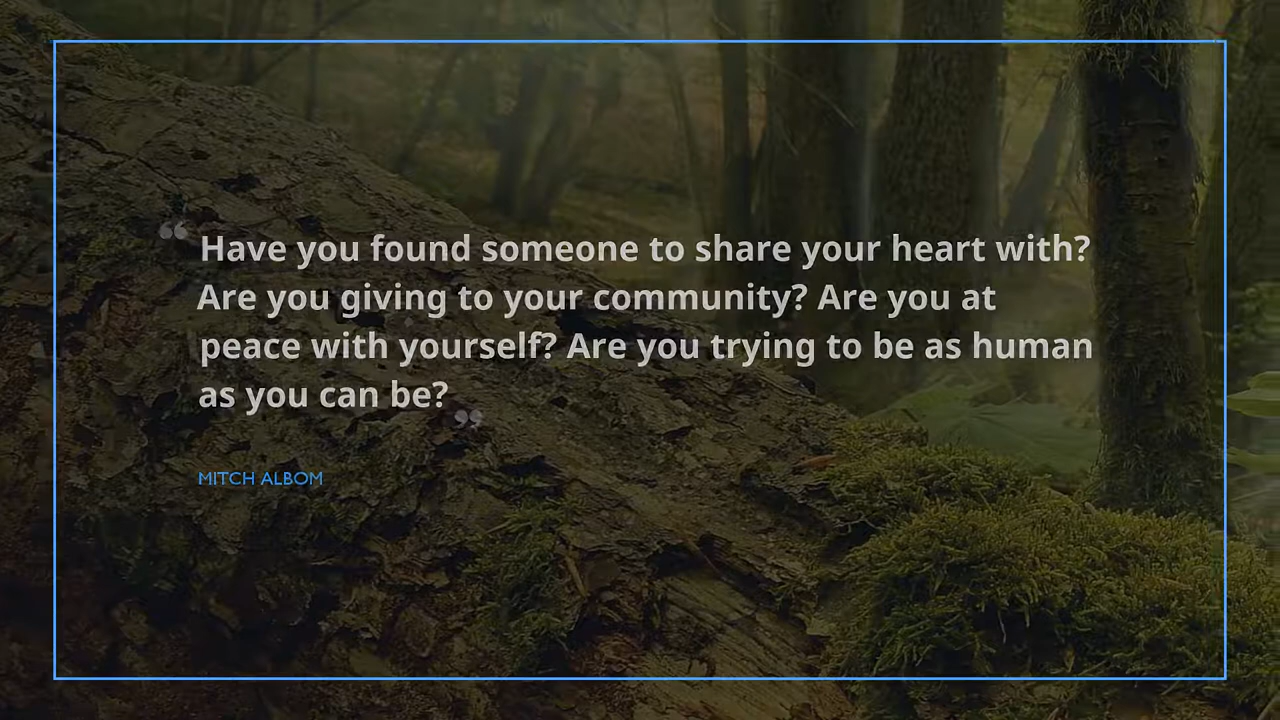 “Have you found someone to share your heart with?
Are you giving to your community? Are you at
peace with yourself? Are you trying to be as human
as you can be?”
MITCH ALBOM